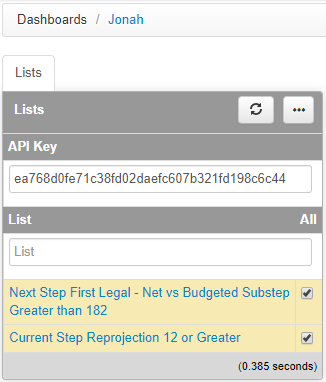 Dashboards / Jonah
Lists
Lists
API Key
ea768d0fe71c38fd02daefc607b321fd198c6c44
List All
List
Next Step First Legal - Net vs Budgeted Substep
Greater than 182
Current Step Reprojection 12 or Greater
(0.385 seconds)